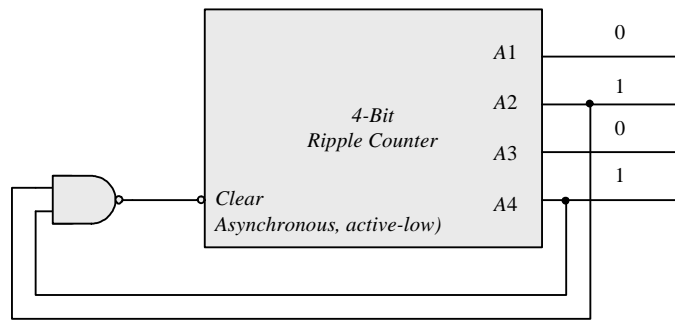 A1 0
4-Bit
Ripple Counter
A2 1
A3 0
Clear
Asynchronous, active-low)
A4 1